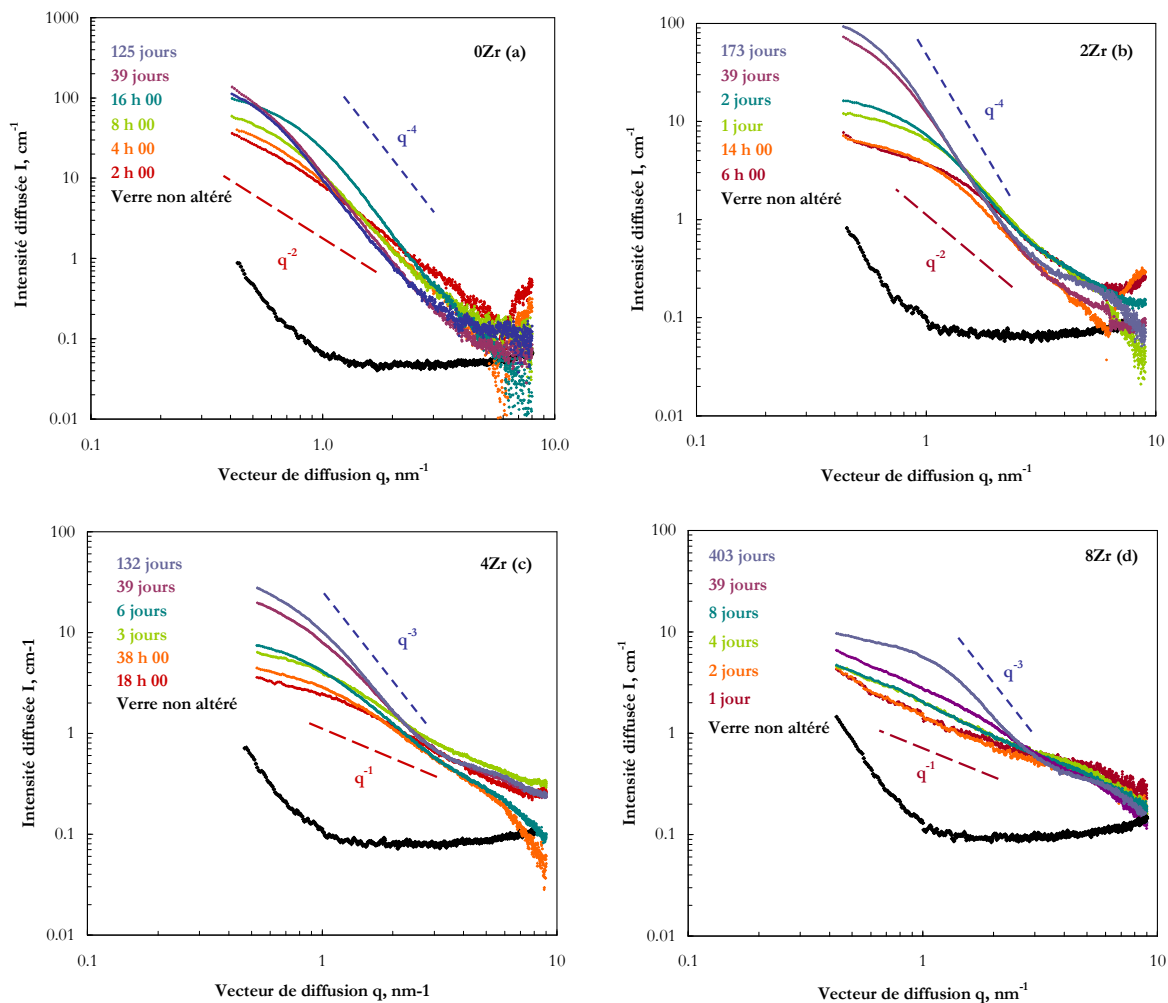 1000
100
10
1
0.1
0.01
0.1
1.0
10.0
0Zr (a)
125 jours
39 jours
16 h 00
8 h 00
4 h 00
2 h 00
Verre non altéré
q-4
q-2
Intensité diffusée I, cm-1
Vecteur de diffusion q, nm-1
100
10
1
0.1
0.01
0.1
1
10
2Zr (b)
173 jours
39 jours
2 jours
1 jour
14 h 00
6 h 00
Verre non altéré
q-4
q-2
Intensité diffusée I, cm-1
Vecteur de diffusion q, nm-1
100
10
1
0.1
0.01
0.1
1
10
4Zr (c)
132 jours
39 jours
6 jours
3 jours
38 h 00
18 h 00
Verre non altéré
q-3
q-1
Intensité diffusée I, cm-1
Vecteur de diffusion q, nm-1
100
10
1
0.1
0.01
0.1
1
10
8Zr (d)
403 jours
39 jours
8 jours
4 jours
2 jours
1 jour
Verre non altéré
q-3
q-1
Intensité diffusée I, cm-1
Vecteur de diffusion q, nm-1